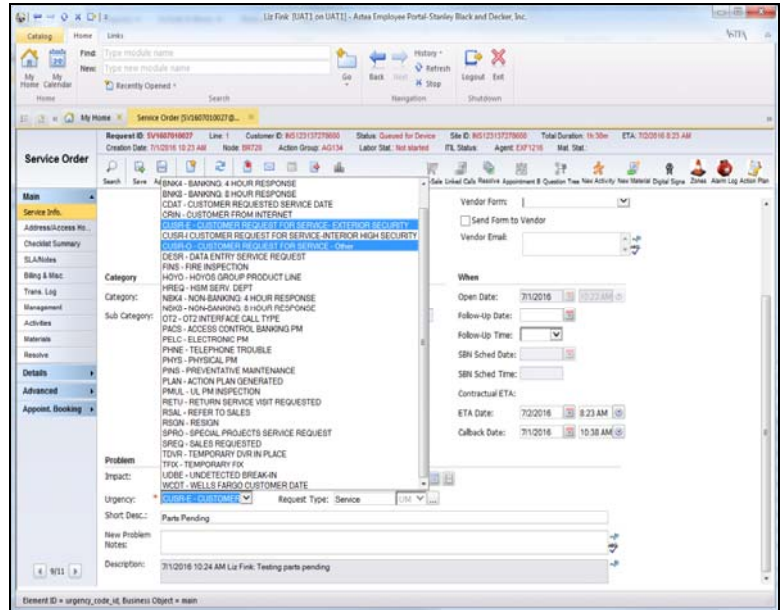 Liz Fink: [UAT1 on UAT1] - Astea Employee Portal-Stanley Black and Decker, Inc.
Catalog Home Links
Find: Type module name
New: Type new module name
My Home My Calendar
Recently Opened
Go Back Next History
Refresh
Stop
Logout Exit
Home Search Navigation Shutdown
My Home Service Order [SV1607010027@...
Service Order
Request ID: SV1607010027 Line: 1 Customer ID: INS123137278600 Status: Queued for Device Site ID: INS123137278600 Total Duration: 1h:30m ETA: 7/2/2016 8:23 AM
Creation Date: 7/1/2016 10:23 AM Node: BR726 Action Group: AG134 Labor Stat.: Not started ITIL Status: Agent: EXF1216 Mat. Stat.:
Search Save Sale Linked Calls Resolve Appointment B Question Tree New Activity New Material Digital Signa Zones Alarm Log Action Plan
Main
Service Info.
Address/Access Ho...
Checklist Summary
SLA/Notes
Billing & Misc.
Trans. Log
Management
Activities
Materials
Resolve
Details
Advanced
Appoint. Booking
9/11
BNK4 - BANKING: 4 HOUR RESPONSE
BNK8 - BANKING: 8 HOUR RESPONSE
CDAT - CUSTOMER REQUESTED SERVICE DATE
CRIN - CUSTOMER FROM INTERNET
CUSR-E - CUSTOMER REQUEST FOR SERVICE- EXTERIOR SECURITY
CUSR-I CUSTOMER REQUEST FOR SERVICE-INTERIOR HIGH SECURITY
CUSR-O - CUSTOMER REQUEST FOR SERVICE - Other
DESR - DATA ENTRY SERVICE REQUEST
FINS - FIRE INSPECTION
HOYO - HOYOS GROUP PRODUCT LINE
HREQ - HSM SERV. DEPT
NBK4 - NON-BANKING: 4 HOUR RESPONSE
NBK8 - NON-BANKING: 8 HOUR RESPONSE
OT2 - OT2 INTERFACE CALL TYPE
PACS - ACCESS CONTROL BANKING PM
PELC - ELECTRONIC PM
PHNE - TELEPHONE TROUBLE
PHYS - PHYSICAL PM
PINS - PREVENTATIVE MAINTENANCE
PLAN - ACTION PLAN GENERATED
PMUL - UL PM INSPECTION
RETU - RETURN SERVICE VISIT REQUESTED
RSAL - REFER TO SALES
RSGN - RESIGN
SPRO - SPECIAL PROJECTS SERVICE REQUEST
SREQ - SALES REQUESTED
TDVR - TEMPORARY DVR IN PLACE
TFIX - TEMPORARY FIX
UDBE - UNDETECTED BREAK-IN
WCDT - WELLS FARGO CUSTOMER DATE
Category
Category:
Sub Category:
Vendor Form:
Send Form to Vendor
Vendor Email:
When
Open Date: 7/1/2016 10:23 AM
Follow-Up Date:
Follow-Up Time:
SBN Sched Date:
SBN Sched Time:
Contractual ETA:
ETA Date: 7/2/2016 8:23 AM
Callback Date: 7/1/2016 10:38 AM
Problem
Impact:
Urgency: * CUSR-E - CUSTOMER Request Type: Service
Short Desc.: Parts Pending
New Problem Notes:
Description: 7/1/2016 10:24 AM Liz Fink: Testing parts pending
Element ID = urgency_code_id, Business Object = main